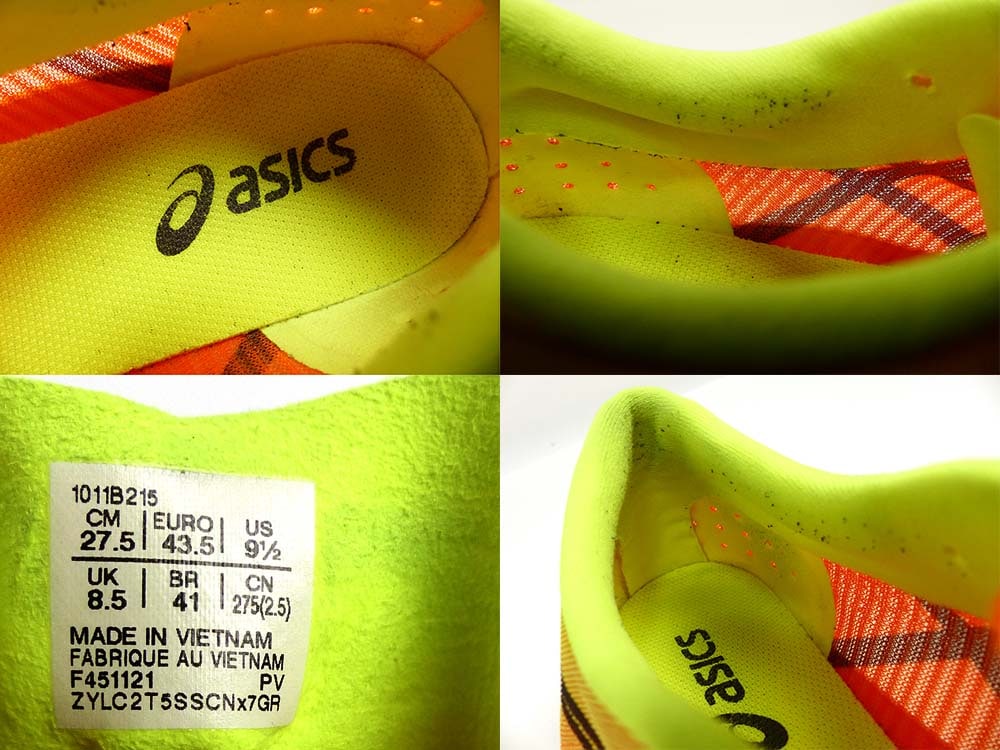 asics
1011B215
CM | EURO | US
27.5 | 43.5 | 9½
UK | BR | CN
8.5 | 41 | 275(2.5)
MADE IN VIETNAM
FABRIQUE AU VIETNAM
F451121 PV
ZYLC2T5SSCNx7GR
asics